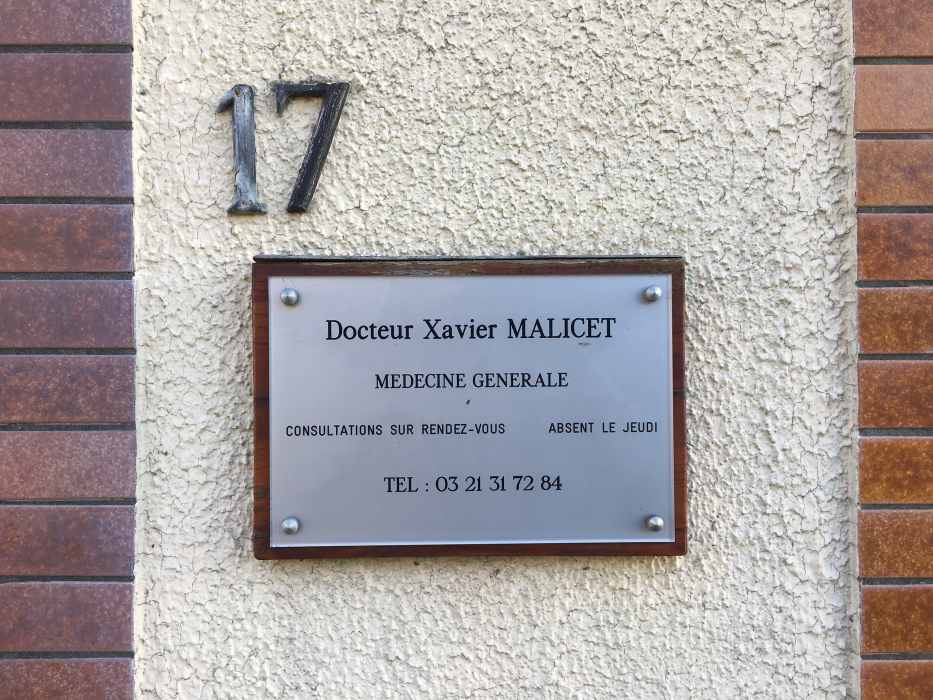 17
Docteur Xavier MALICET
MEDECINE GENERALE
CONSULTATIONS SUR RENDEZ-VOUS ABSENT LE JEUDI
TEL : 03 21 31 72 84